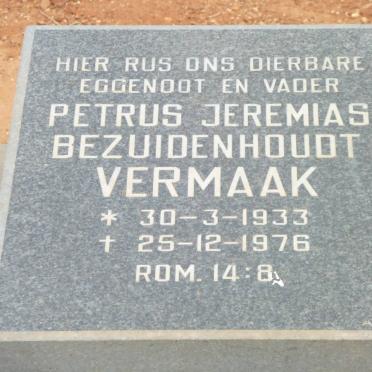 HIER RUS ONS DIERBARE
EGGENOOT EN VADER
PETRUS JEREMIAS
BEZUIDENHOUDT
VERMAAK
* 30-3-1933
† 25-12-1976
ROM. 14:8